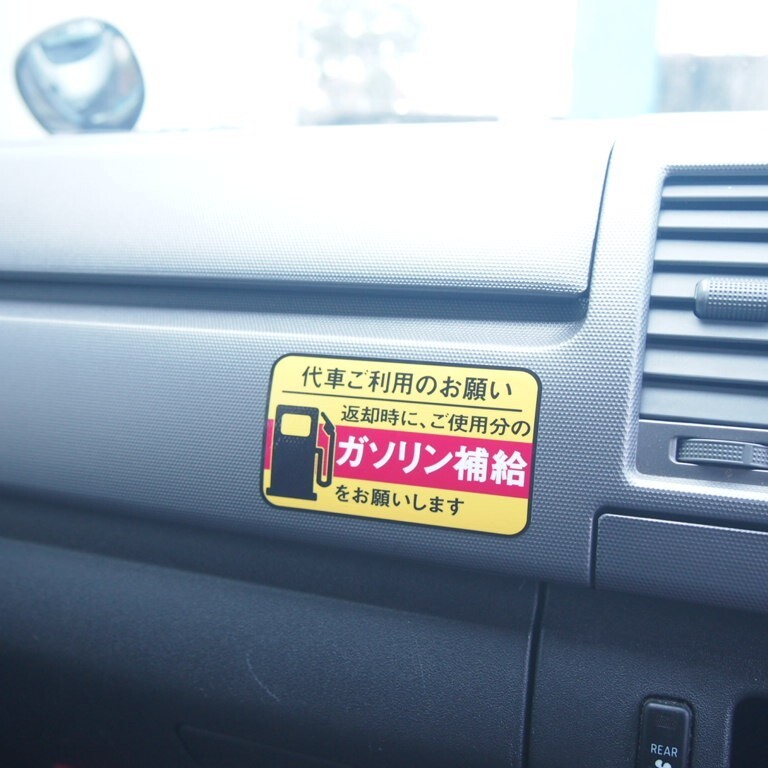 代車ご利用のお願い
返却時に、ご使用分の
ガソリン補給
をお願いします
REAR